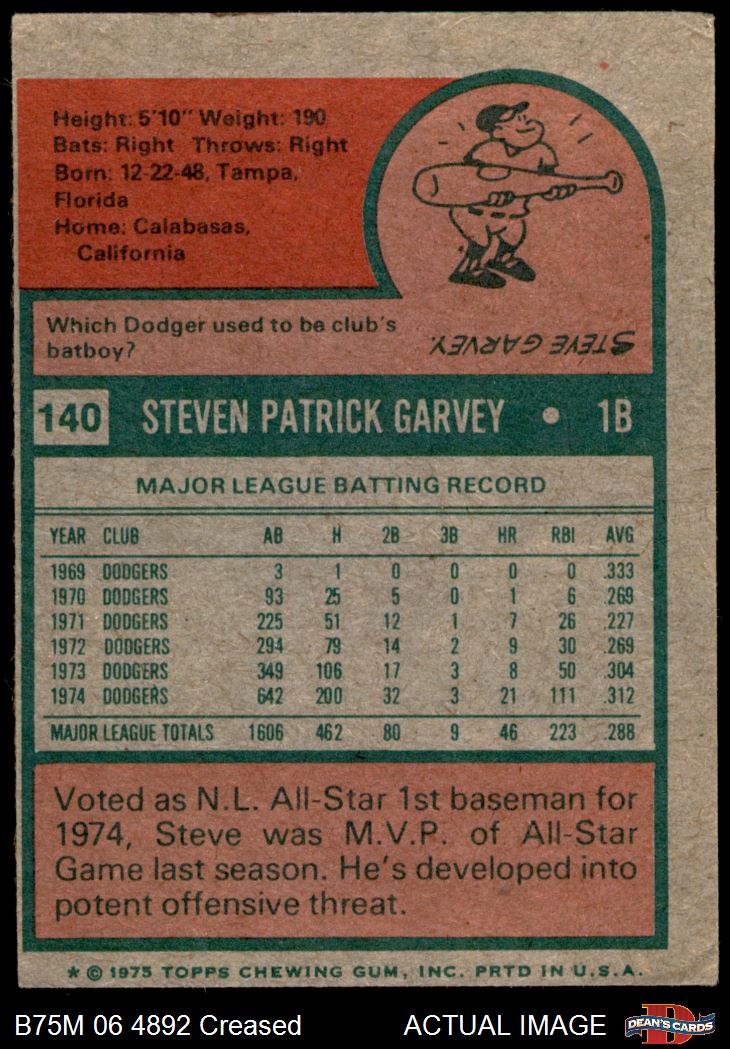 Height: 5'10" Weight: 190
Bats: Right Throws: Right
Born: 12-22-48, Tampa,
Florida
Home: Calabasas,
California
Which Dodger used to be club's
batboy?
STEVE GARVEY.
140 STEVEN PATRICK GARVEY • 1B
MAJOR LEAGUE BATTING RECORD
YEAR CLUB AB H 2B 3B HR RBI AVG
1969 DODGERS 3 1 0 0 0 0 .333
1970 DODGERS 93 25 5 0 1 6 .269
1971 DODGERS 225 51 12 1 7 26 .227
1972 DODGERS 294 79 14 2 9 30 .269
1973 DODGERS 349 106 17 3 8 50 .304
1974 DODGERS 642 200 32 3 21 111 .312
MAJOR LEAGUE TOTALS 1606 462 80 9 46 223 .288
Voted as N.L. All-Star 1st baseman for
1974, Steve was M.V.P. of All-Star
Game last season. He's developed into
potent offensive threat.
* © 1975 TOPPS CHEWING GUM, INC. PRTD IN U.S.A.
B75M 06 4892 Creased ACTUAL IMAGE
D
DEAN'S CARDS